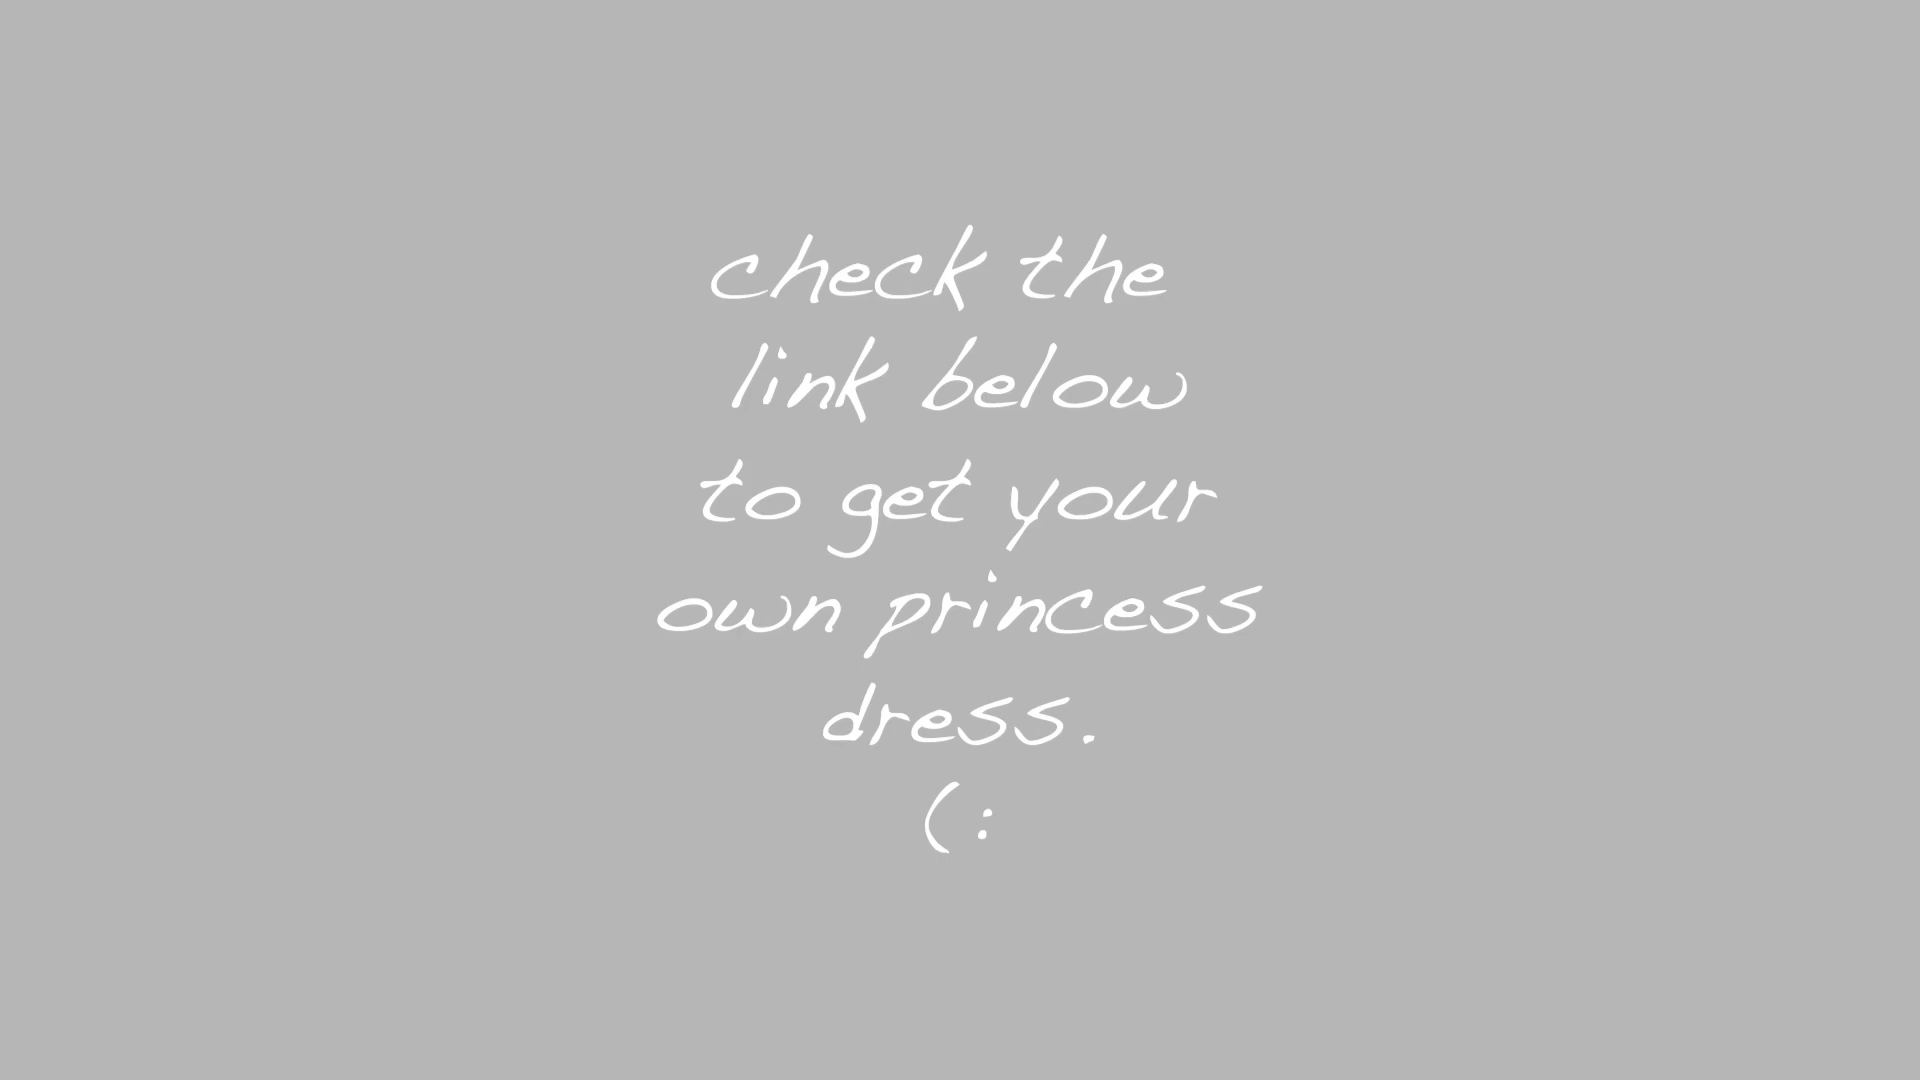 check the
link below
to get your
own princess
dress.
(: